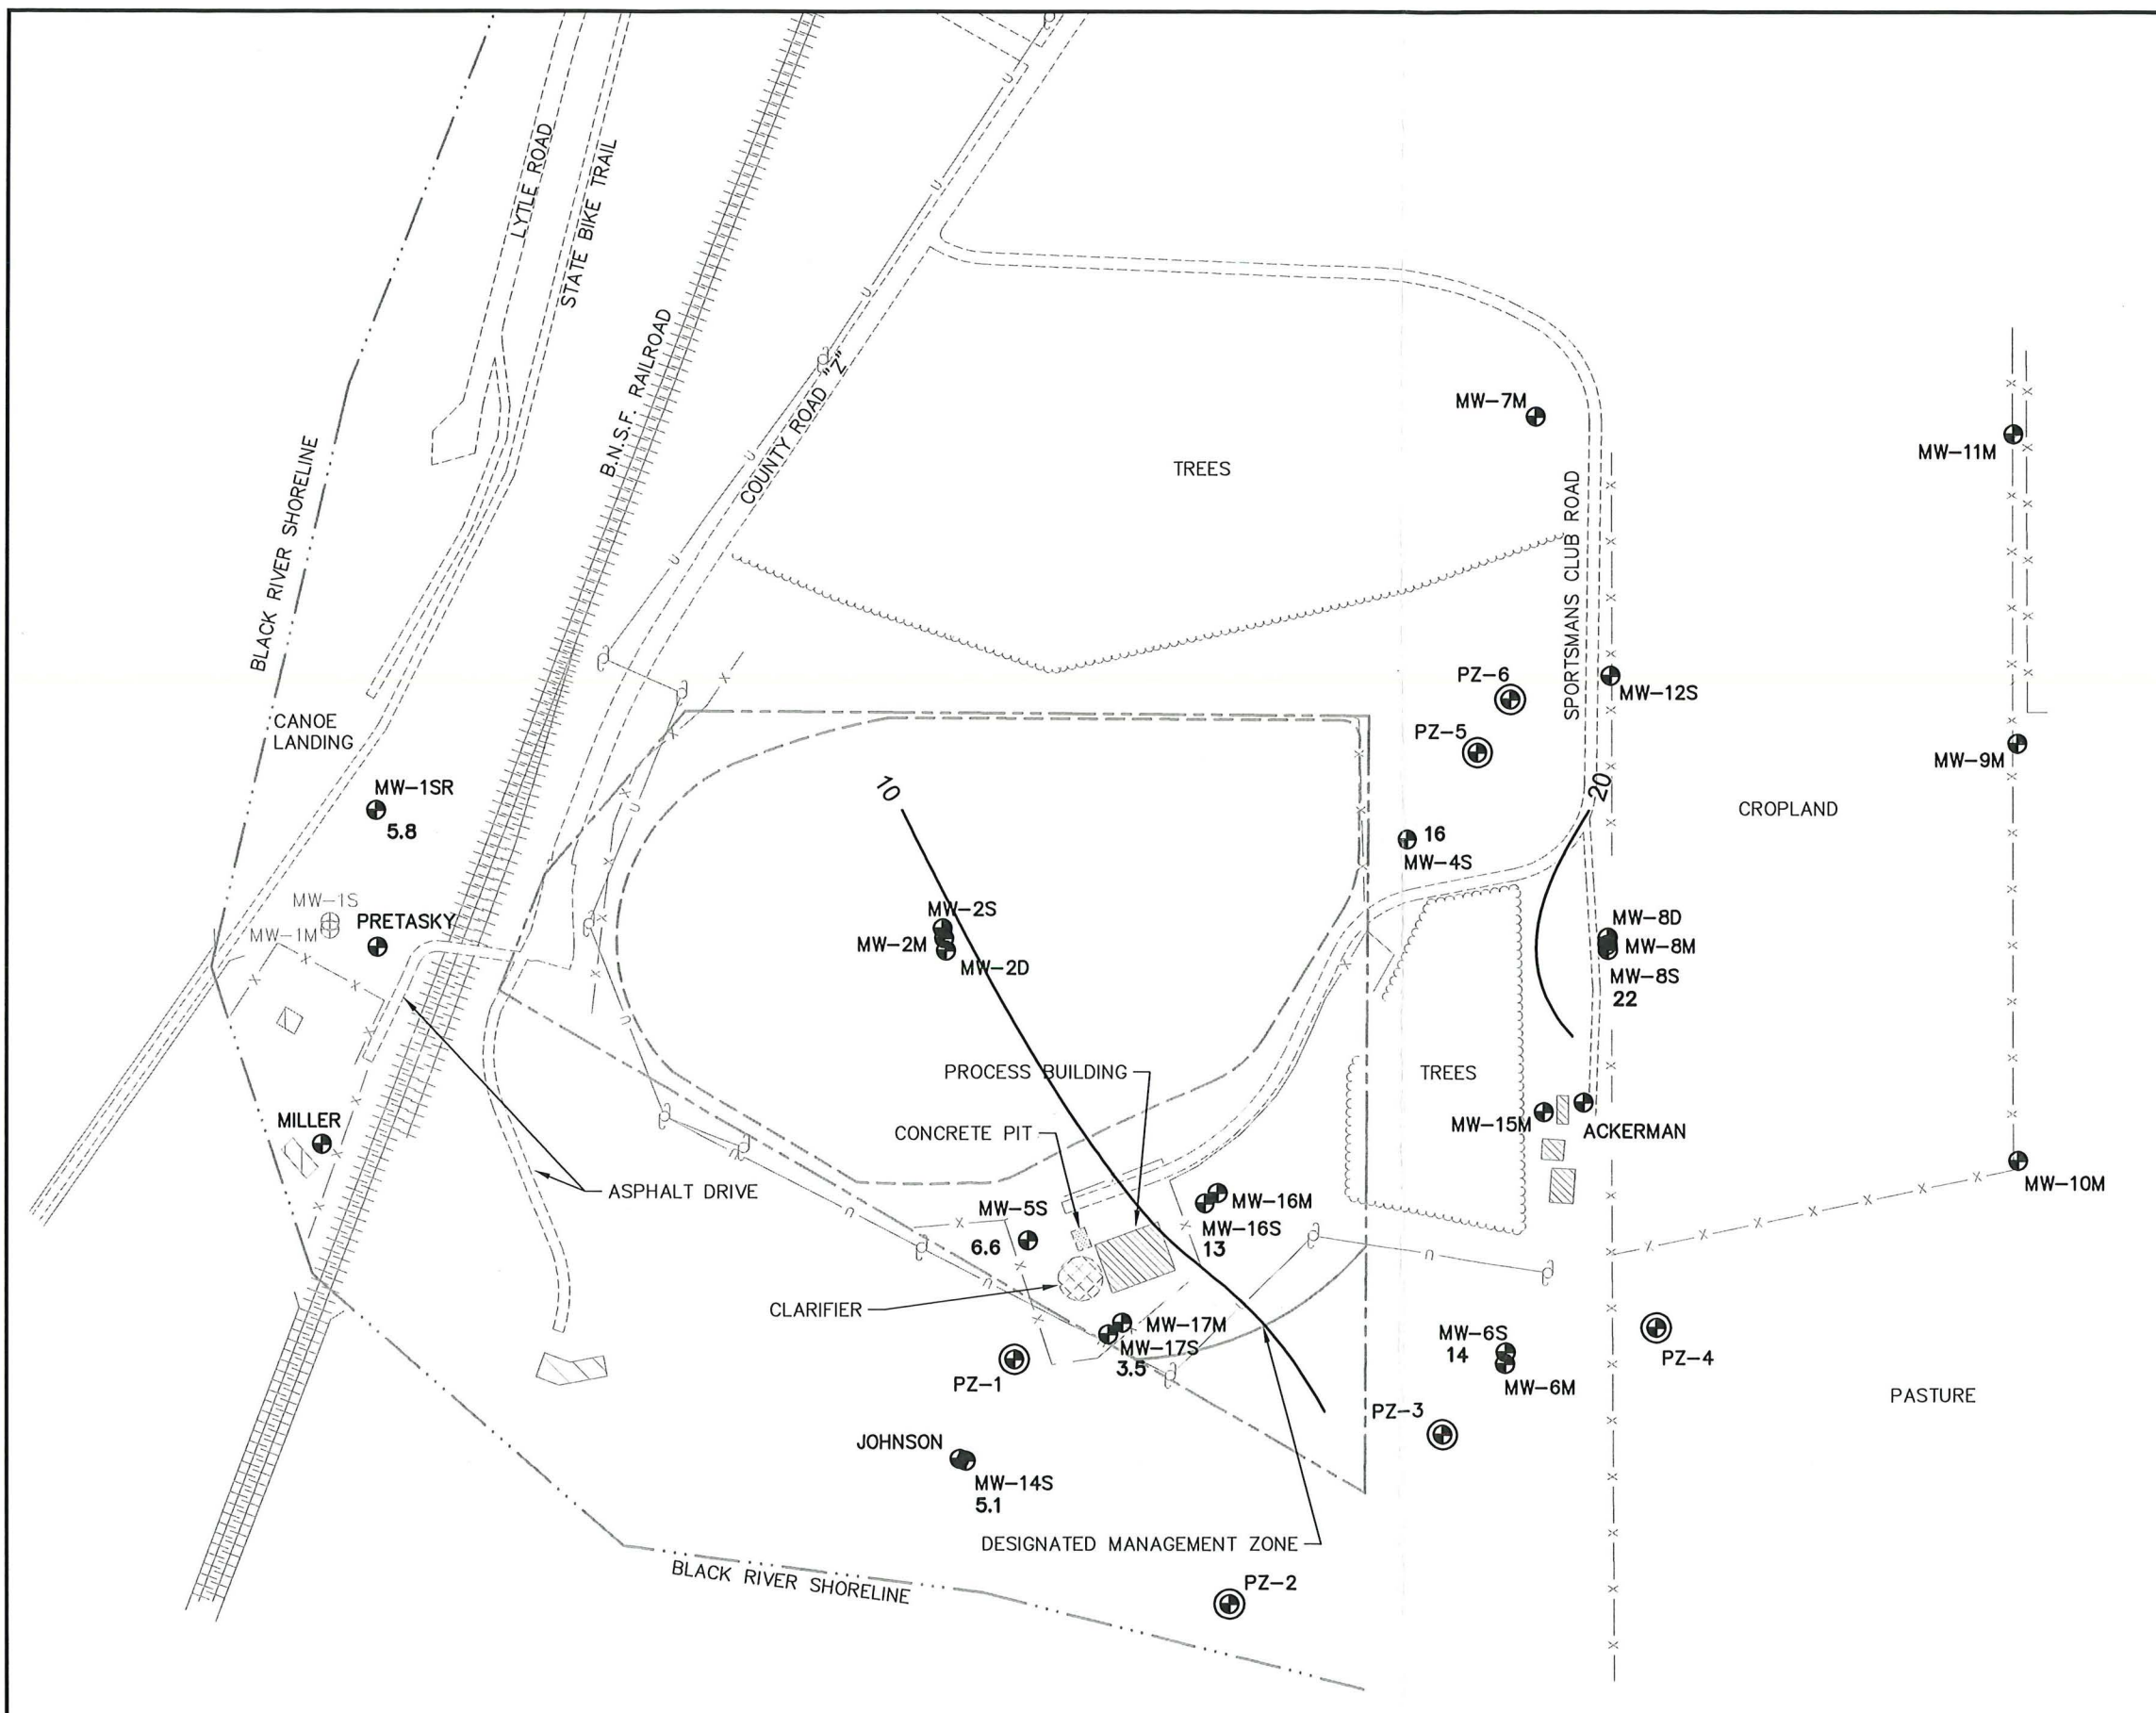 LYTLE ROAD
STATE BIKE TRAIL
B.N.S.F. RAILROAD
COUNTY ROAD "Z"
BLACK RIVER SHORELINE
MW-7M
MW-11M
TREES
SPORTSMANS CLUB ROAD
PZ-6
MW-12S
PZ-5
CANOE
LANDING
MW-9M
MW-1SR
5.8
10
20
CROPLAND
16
MW-4S
MW-1S
MW-1M
PRETASKY
MW-2S
MW-2M
MW-2D
MW-8D
MW-8M
MW-8S
22
PROCESS BUILDING
TREES
MILLER
CONCRETE PIT
MW-15M
ACKERMAN
ASPHALT DRIVE
MW-10M
MW-5S
6.6
MW-16M
MW-16S
13
CLARIFIER
MW-17M
MW-17S
3.5
MW-6S
14
MW-6M
PZ-4
PZ-1
PZ-3
PASTURE
JOHNSON
MW-14S
5.1
DESIGNATED MANAGEMENT ZONE
BLACK RIVER SHORELINE
PZ-2